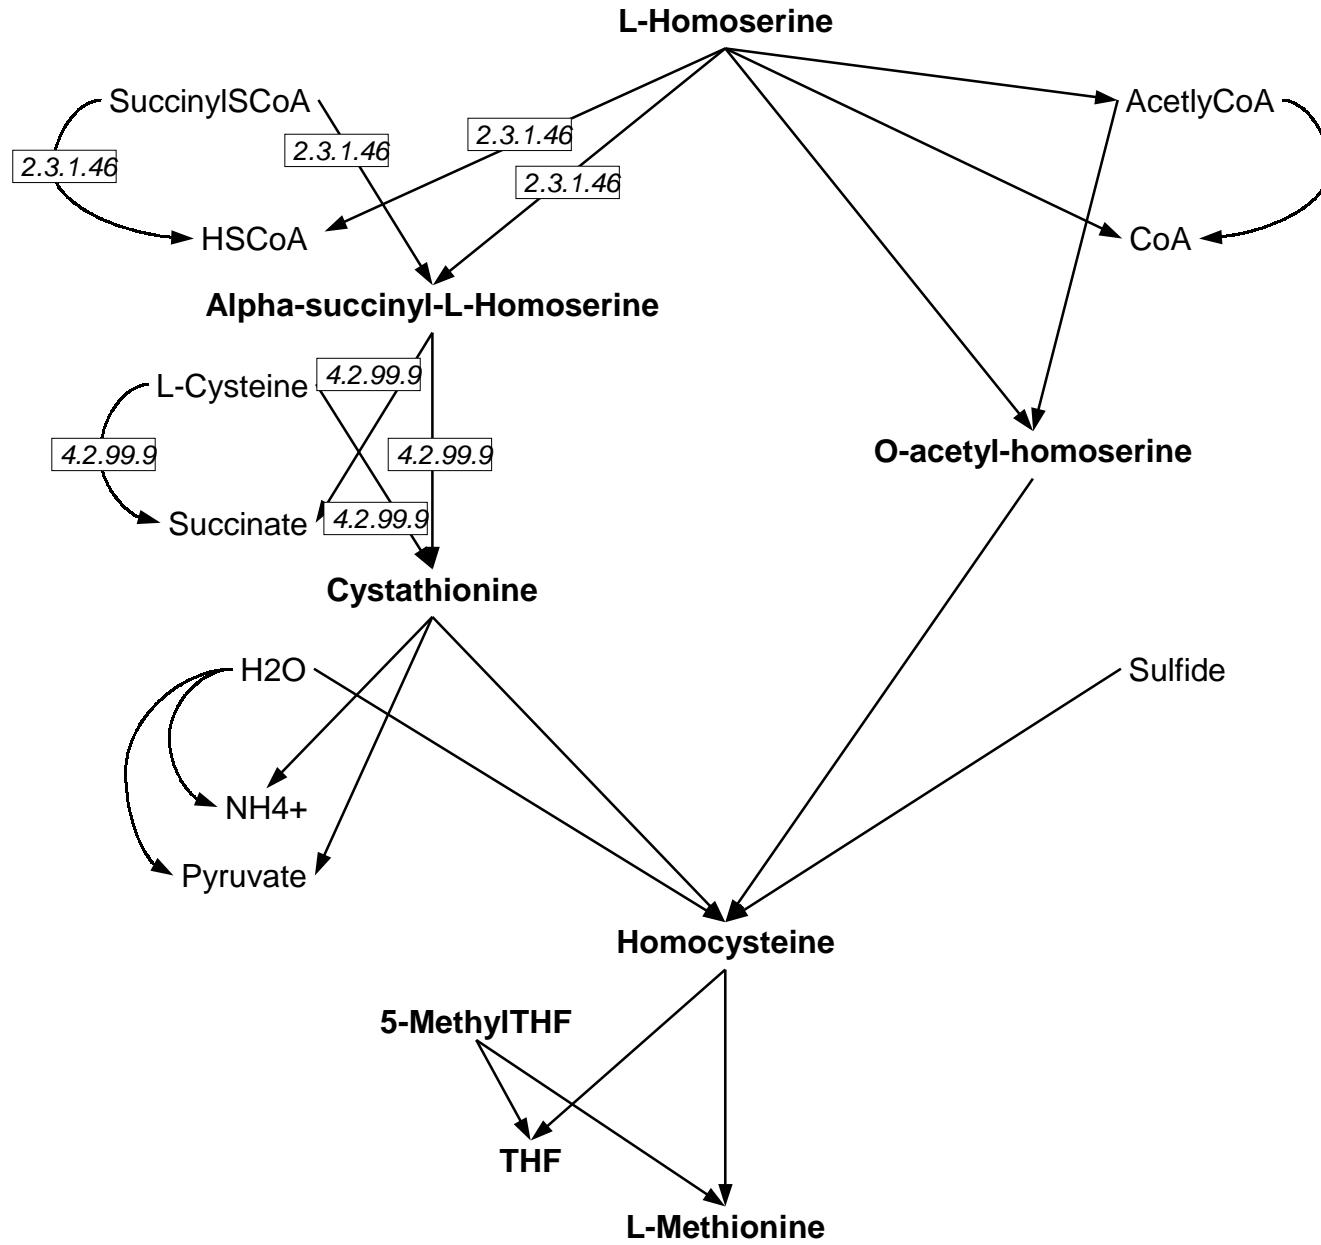 L-Homoserine
SuccinylSCoA
AcetlyCoA
2.3.1.46
2.3.1.46
2.3.1.46
2.3.1.46
HSCoA
CoA
Alpha-succinyl-L-Homoserine
L-Cysteine
4.2.99.9
4.2.99.9
4.2.99.9
O-acetyl-homoserine
Succinate
4.2.99.9
Cystathionine
H2O
Sulfide
NH4+
Pyruvate
Homocysteine
5-MethylTHF
THF
L-Methionine